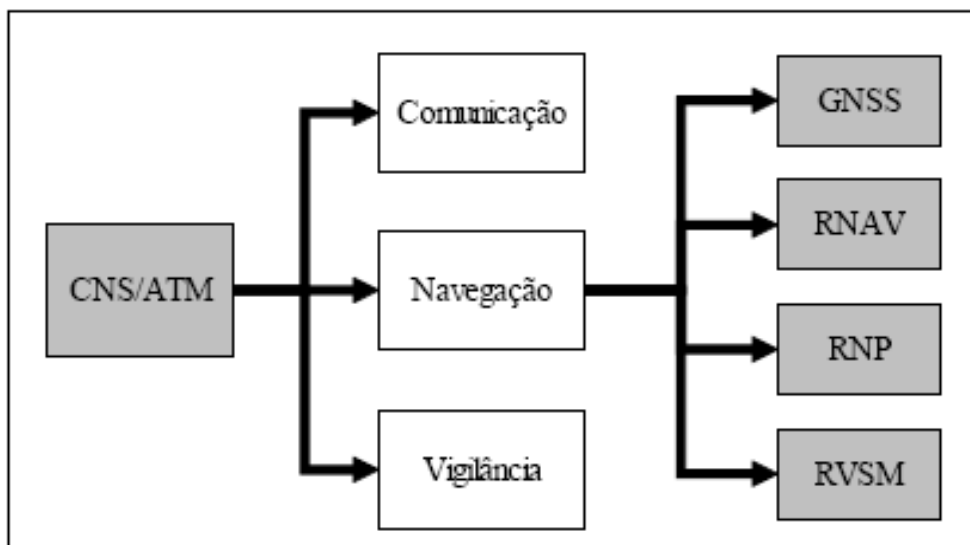 CNS/ATM
Comunicação
Navegação
Vigilância
GNSS
RNAV
RNP
RVSM